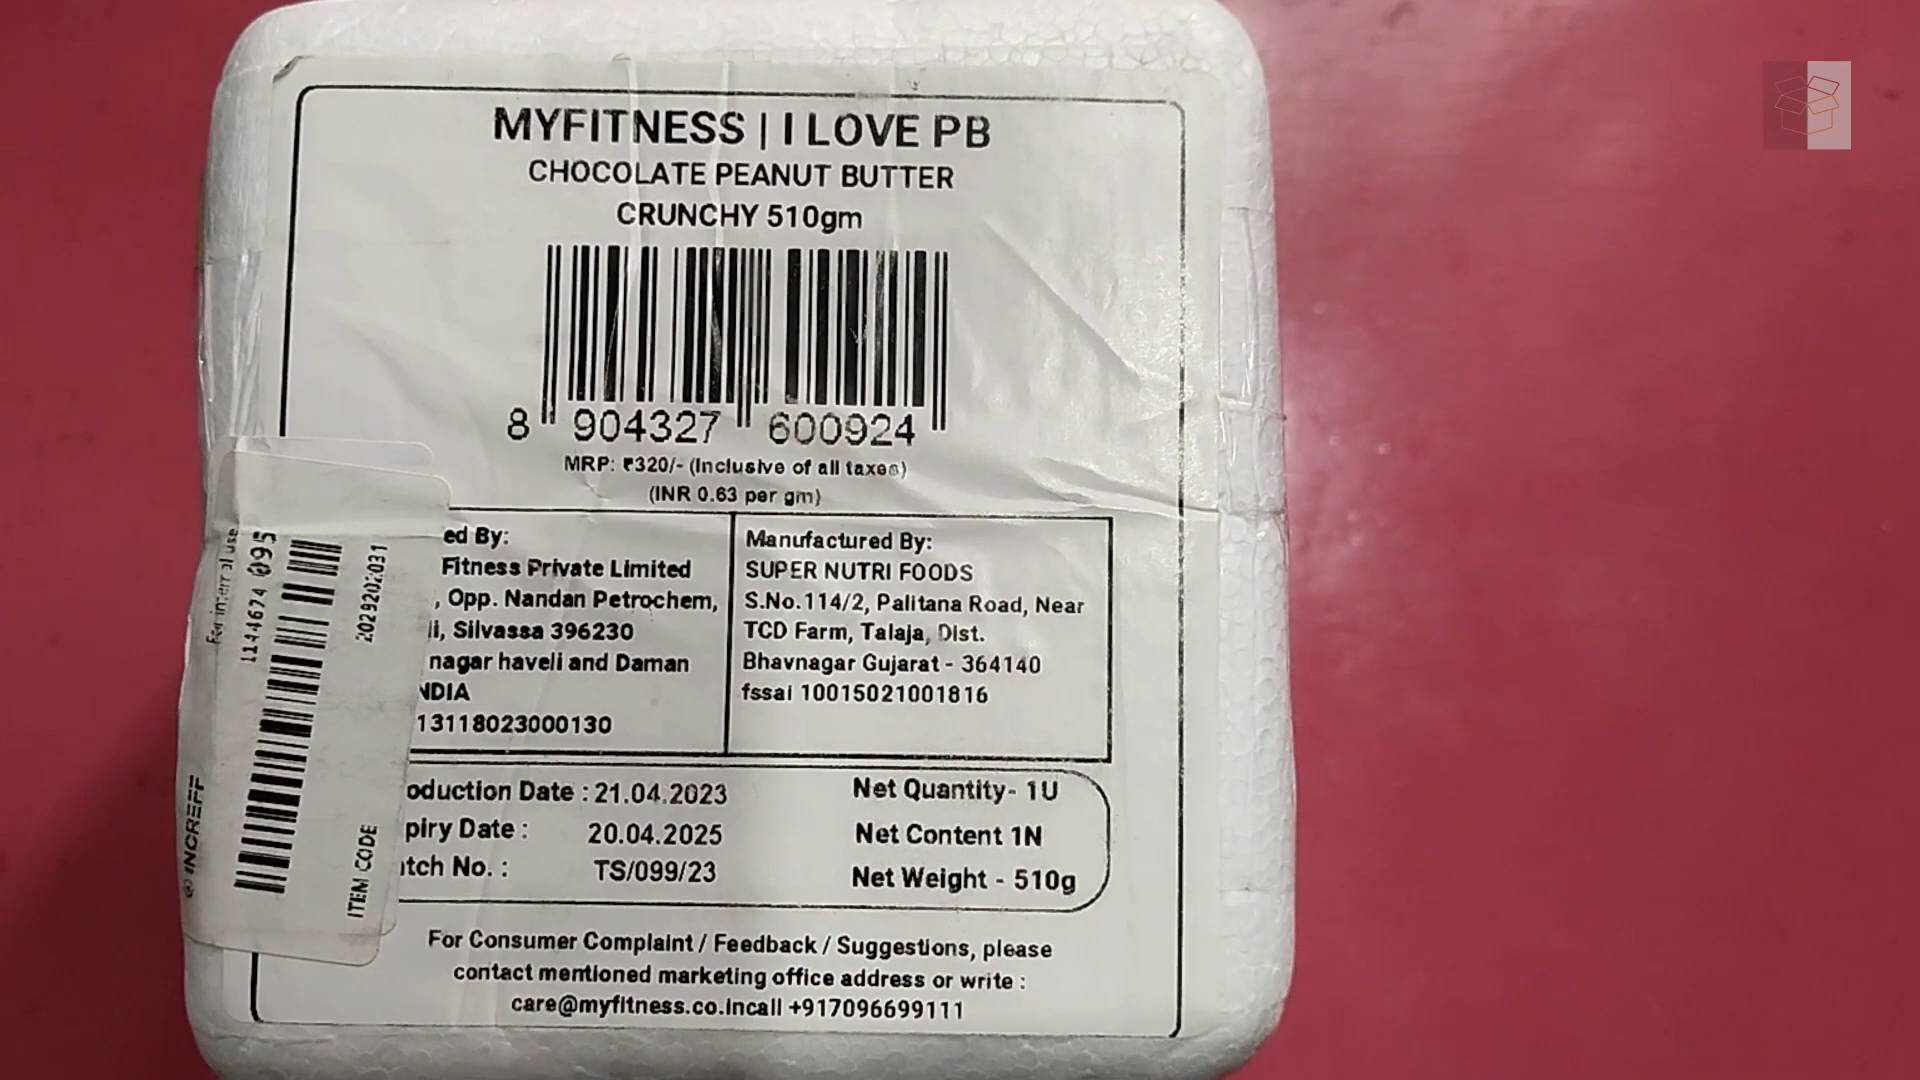 MYFITNESS | I LOVE PB
CHOCOLATE PEANUT BUTTER
CRUNCHY 510gm
8 904327 600924
MRP: ₹320/- (Inclusive of all taxes)
(INR 0.63 per gm)
ed By:
Fitness Private Limited
, Opp. Nandan Petrochem,
li, Silvassa 396230
nagar haveli and Daman
NDIA
13118023000130
Manufactured By:
SUPER NUTRI FOODS
S.No.114/2, Palitana Road, Near
TCD Farm, Talaja, Dist.
Bhavnagar Gujarat - 364140
fssai 10015021001816
oduction Date : 21.04.2023
piry Date : 20.04.2025
atch No. : TS/099/23
Net Quantity- 1U
Net Content 1N
Net Weight - 510g
For Consumer Complaint / Feedback / Suggestions, please
contact mentioned marketing office address or write :
care@myfitness.co.incall +917096699111
For internal use
1144674 095
2029202031
INCREFF
ITEM CODE